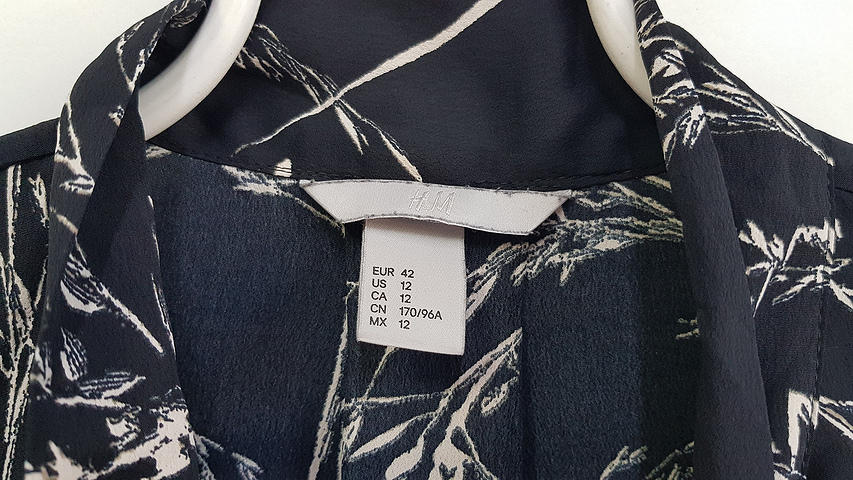 H&M
EUR 42
US 12
CA 12
CN 170/96A
MX 12